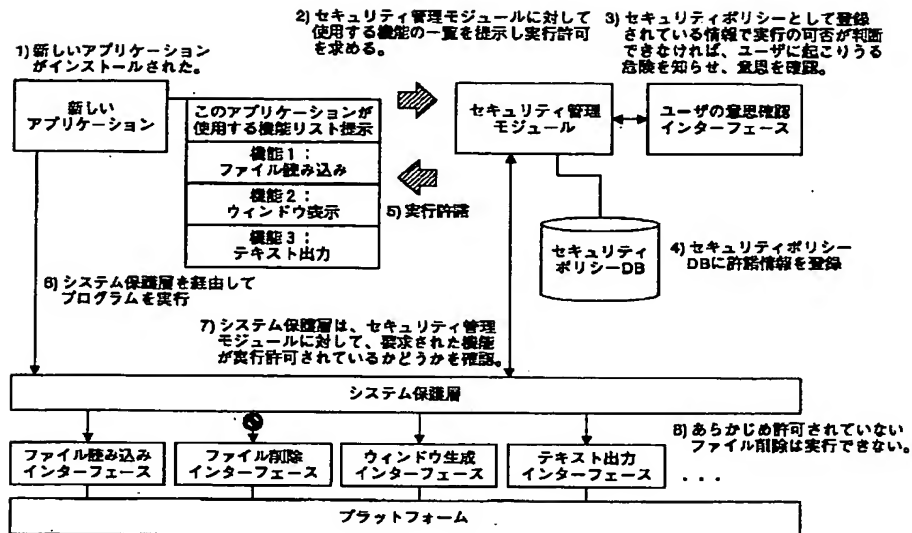 1) 新しいアプリケーション
がインストールされた。
2) セキュリティ管理モジュールに対して
使用する機能の一覧を提示し実行許可
を求める。
3) セキュリティポリシーとして登録
されている情報で実行の可否が判断
できなければ、ユーザに起こりうる
危険を知らせ、意思を確認。
新しい
アプリケーション
このアプリケーションが
使用する機能リスト提示
機能1：
ファイル読み込み
機能2：
ウィンドウ表示
機能3：
テキスト出力
セキュリティ管理
モジュール
ユーザの意思確認
インターフェース
5) 実行許諾
セキュリティ
ポリシーDB
4) セキュリティポリシー
DBに許諾情報を登録
6) システム保護層を経由して
プログラムを実行
7) システム保護層は、セキュリティ管理
モジュールに対して、要求された機能
が実行許可されているかどうかを確認。
システム保護層
8) あらかじめ許可されていない
ファイル削除は実行できない。
ファイル読み込み
インターフェース
ファイル削除
インターフェース
ウィンドウ生成
インターフェース
テキスト出力
インターフェース
・・・
プラットフォーム